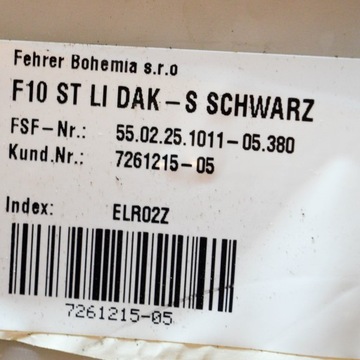 Fehrer Bohemia s.r.o
F10 ST LI DAK-S SCHWARZ
FSF-Nr.: 55.02.25.1011-05.380
Kund.Nr.: 7261215-05
Index: ELR02Z
7261215-05